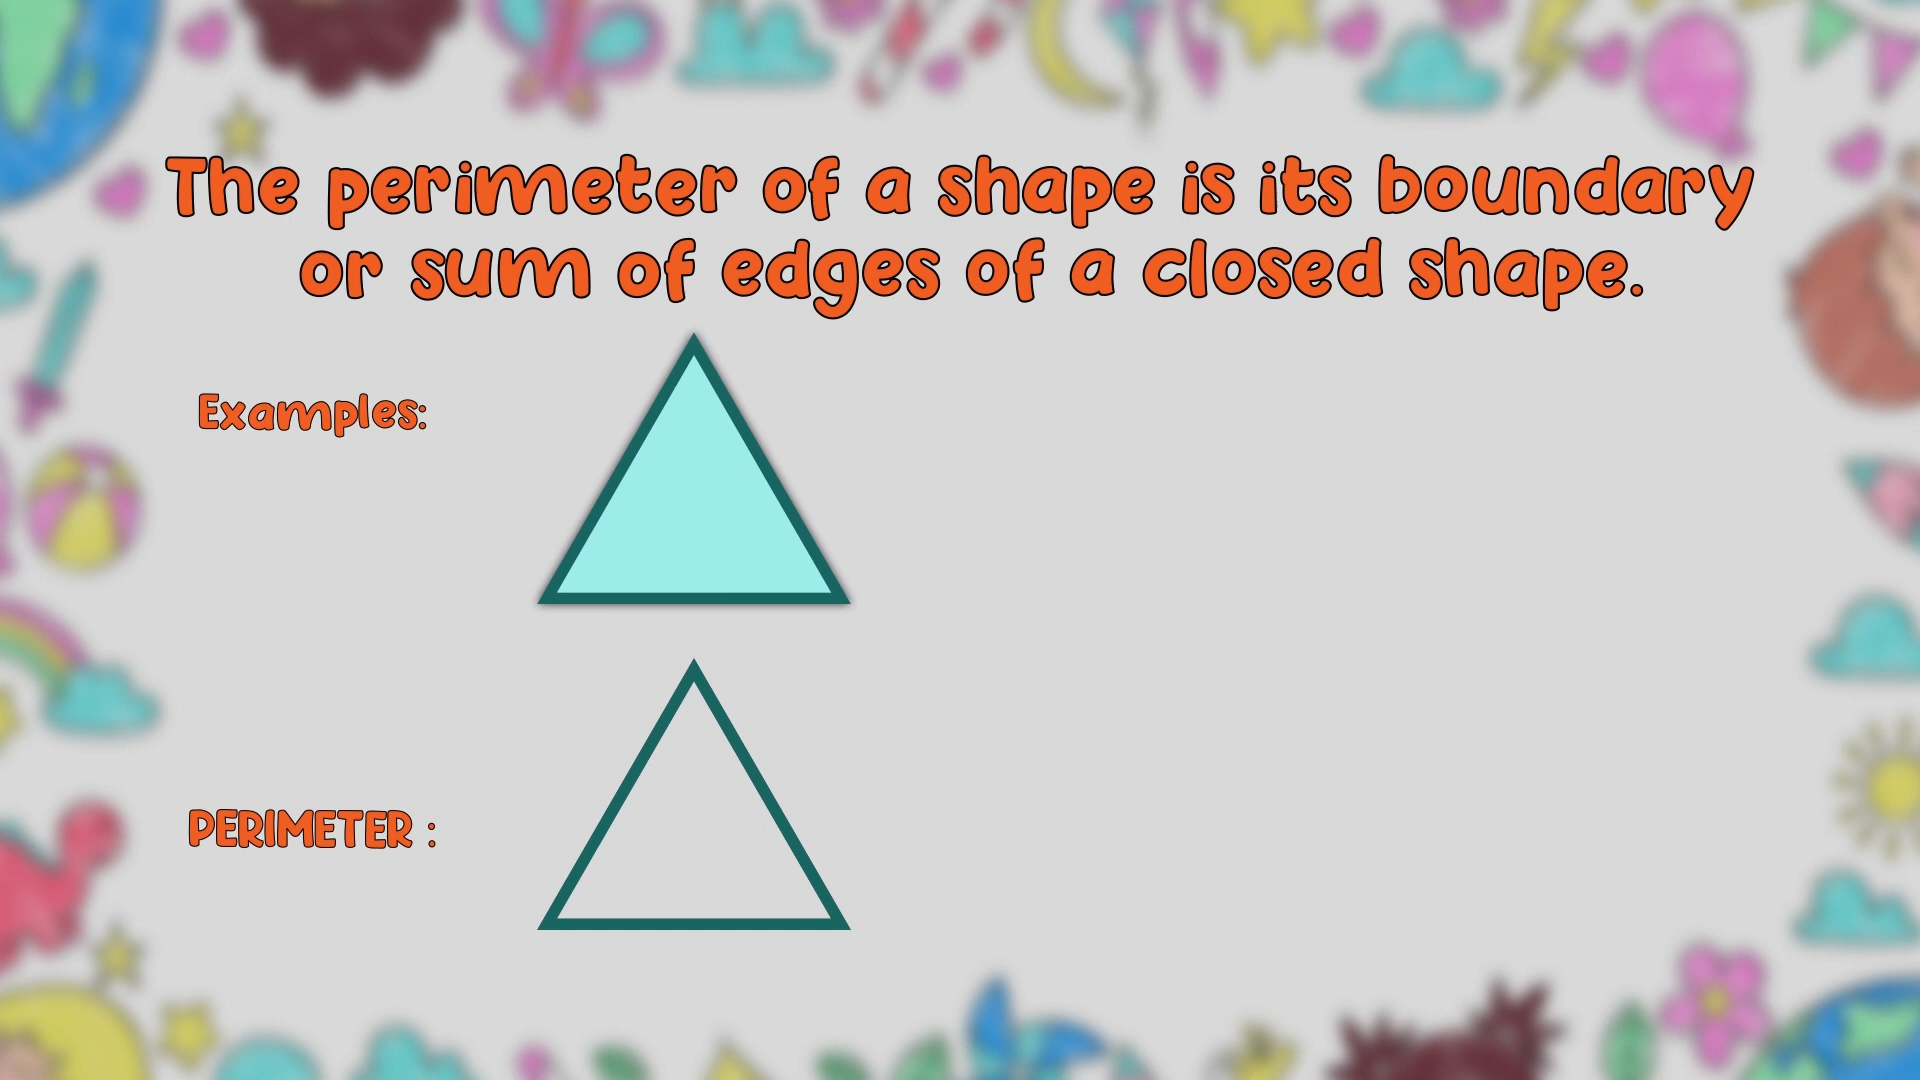 The perimeter of a shape is its boundary
or sum of edges of a closed shape.
Examples:
PERIMETER :